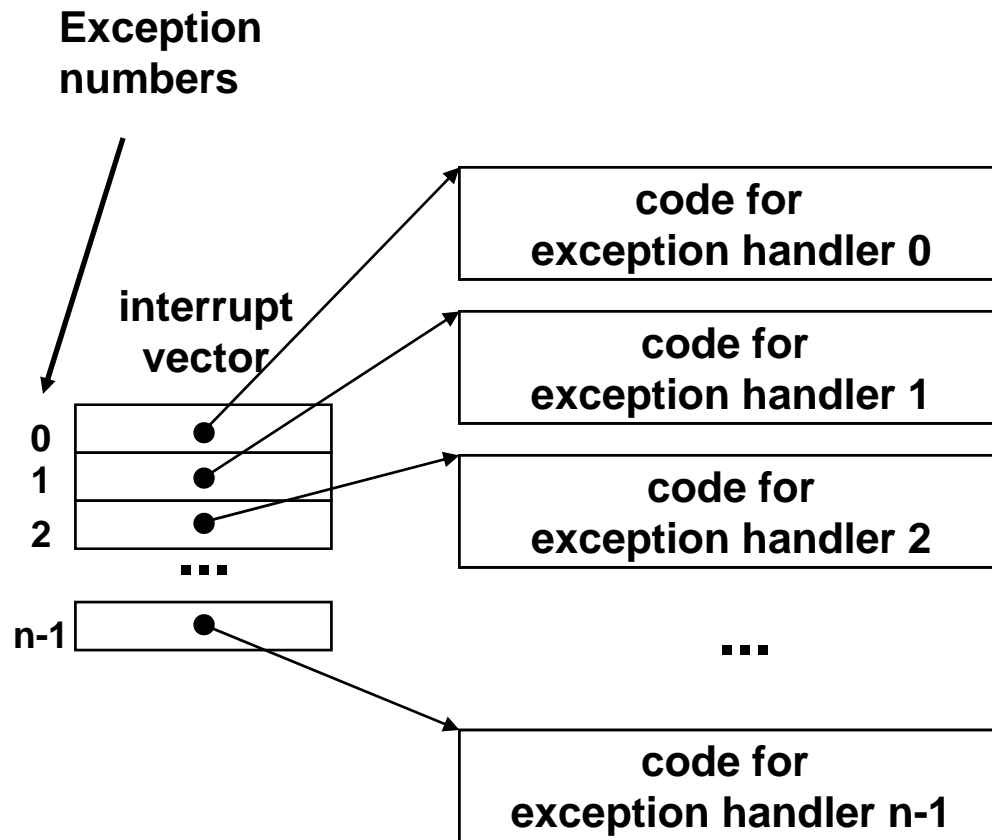 Exception
numbers
code for
exception handler 0
interrupt
vector
code for
exception handler 1
0
1
2
...
n-1
code for
exception handler 2
...
code for
exception handler n-1